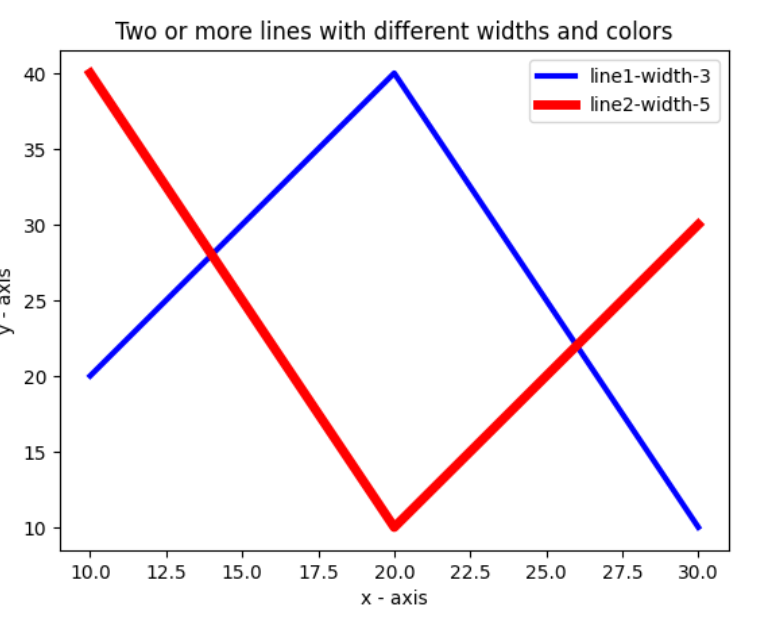 Two or more lines with different widths and colors
line1-width-3
line2-width-5
40
35
30
25
20
15
10
y - axis
10.0 12.5 15.0 17.5 20.0 22.5 25.0 27.5 30.0
x - axis